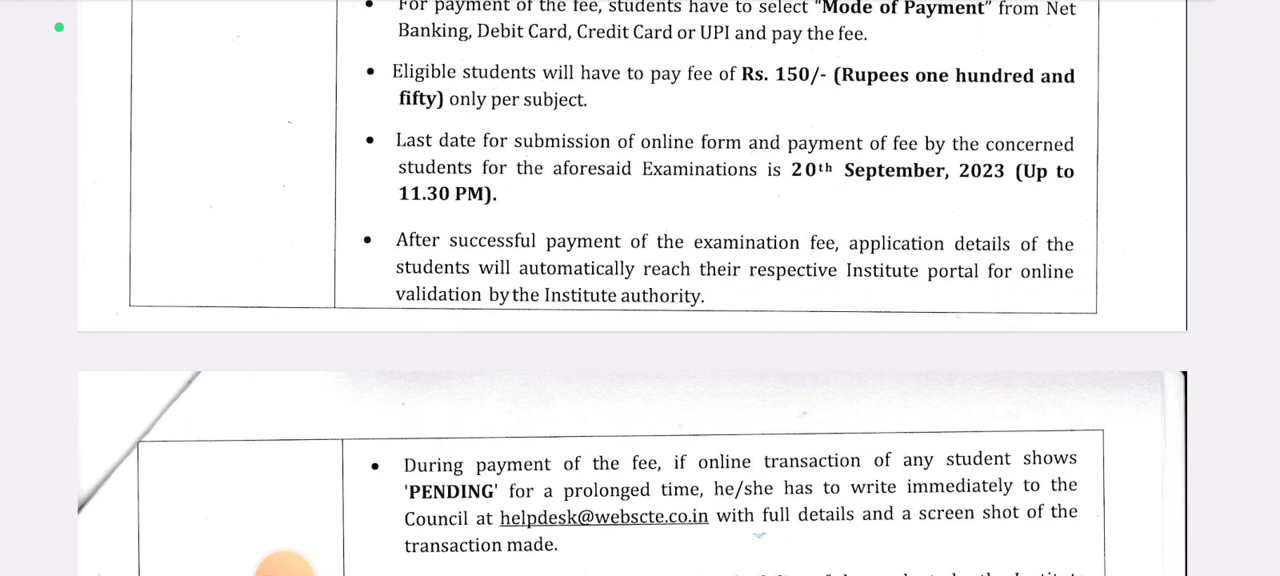 For payment of the fee, students have to select "Mode of Payment" from Net
Banking, Debit Card, Credit Card or UPI and pay the fee.
Eligible students will have to pay fee of Rs. 150/- (Rupees one hundred and
fifty) only per subject.
Last date for submission of online form and payment of fee by the concerned
students for the aforesaid Examinations is 20th September, 2023 (Up to
11.30 PM).
After successful payment of the examination fee, application details of the
students will automatically reach their respective Institute portal for online
validation by the Institute authority.
During payment of the fee, if online transaction of any student shows
'PENDING' for a prolonged time, he/she has to write immediately to the
Council at helpdesk@webscte.co.in with full details and a screen shot of the
transaction made.